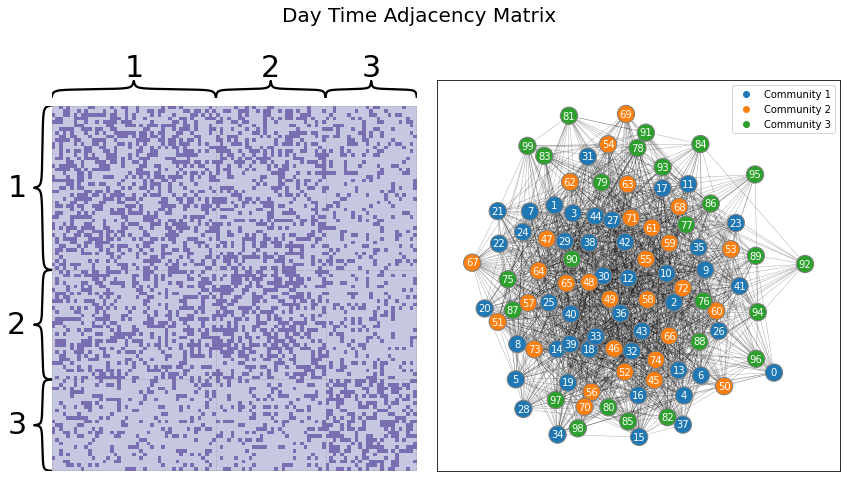 Day Time Adjacency Matrix
1 2 3
1
2
3
Community 1
Community 2
Community 3
69
81 91
84
99 83 31 54 78
93 95
62 79 63 17 11
86
21 7 1 3 44 27 71 68 23
24 61 77
22 47 29 38 42 59 35 53
67 90 55 89 92
64 30 12 10 9
75 65 48 72 41
20 87 57 25 49 58 2 76
51 40 36 60 94
33 43 66 26
8 73 14 39 18 46 32 88
74 96
5 19 52 45 13 6 50 0
56 16 4
28 97 70 80 82
98 85 37
34 15